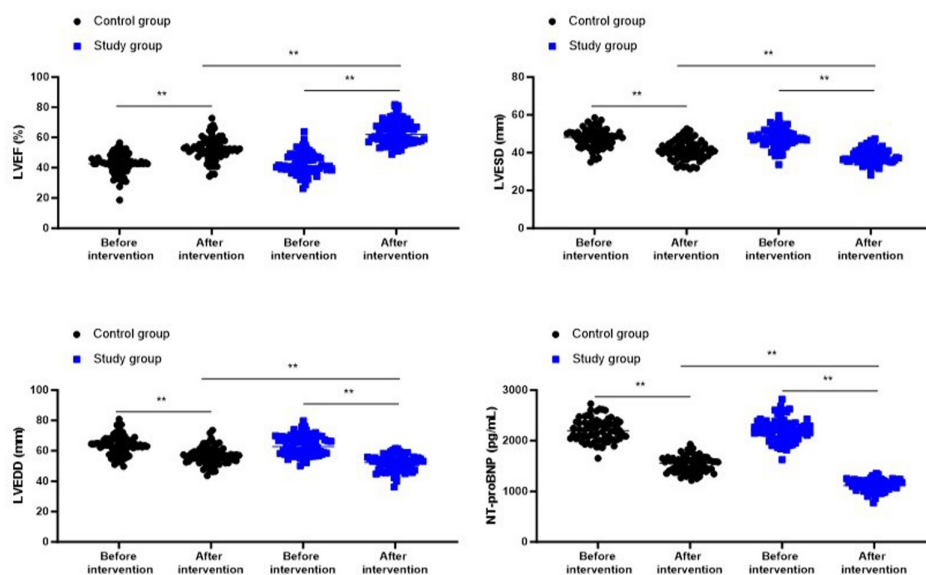 Control group
Study group
**
**
**
LVEF (%)
100
80
60
40
20
0
Before intervention
After intervention
Before intervention
After intervention
Control group
Study group
**
**
**
LVESD (mm)
80
60
40
20
0
Before intervention
After intervention
Before intervention
After intervention
Control group
Study group
**
**
**
LVEDD (mm)
100
80
60
40
20
0
Before intervention
After intervention
Before intervention
After intervention
Control group
Study group
**
**
**
NT-proBNP (pg/mL)
3000
2000
1000
0
Before intervention
After intervention
Before intervention
After intervention